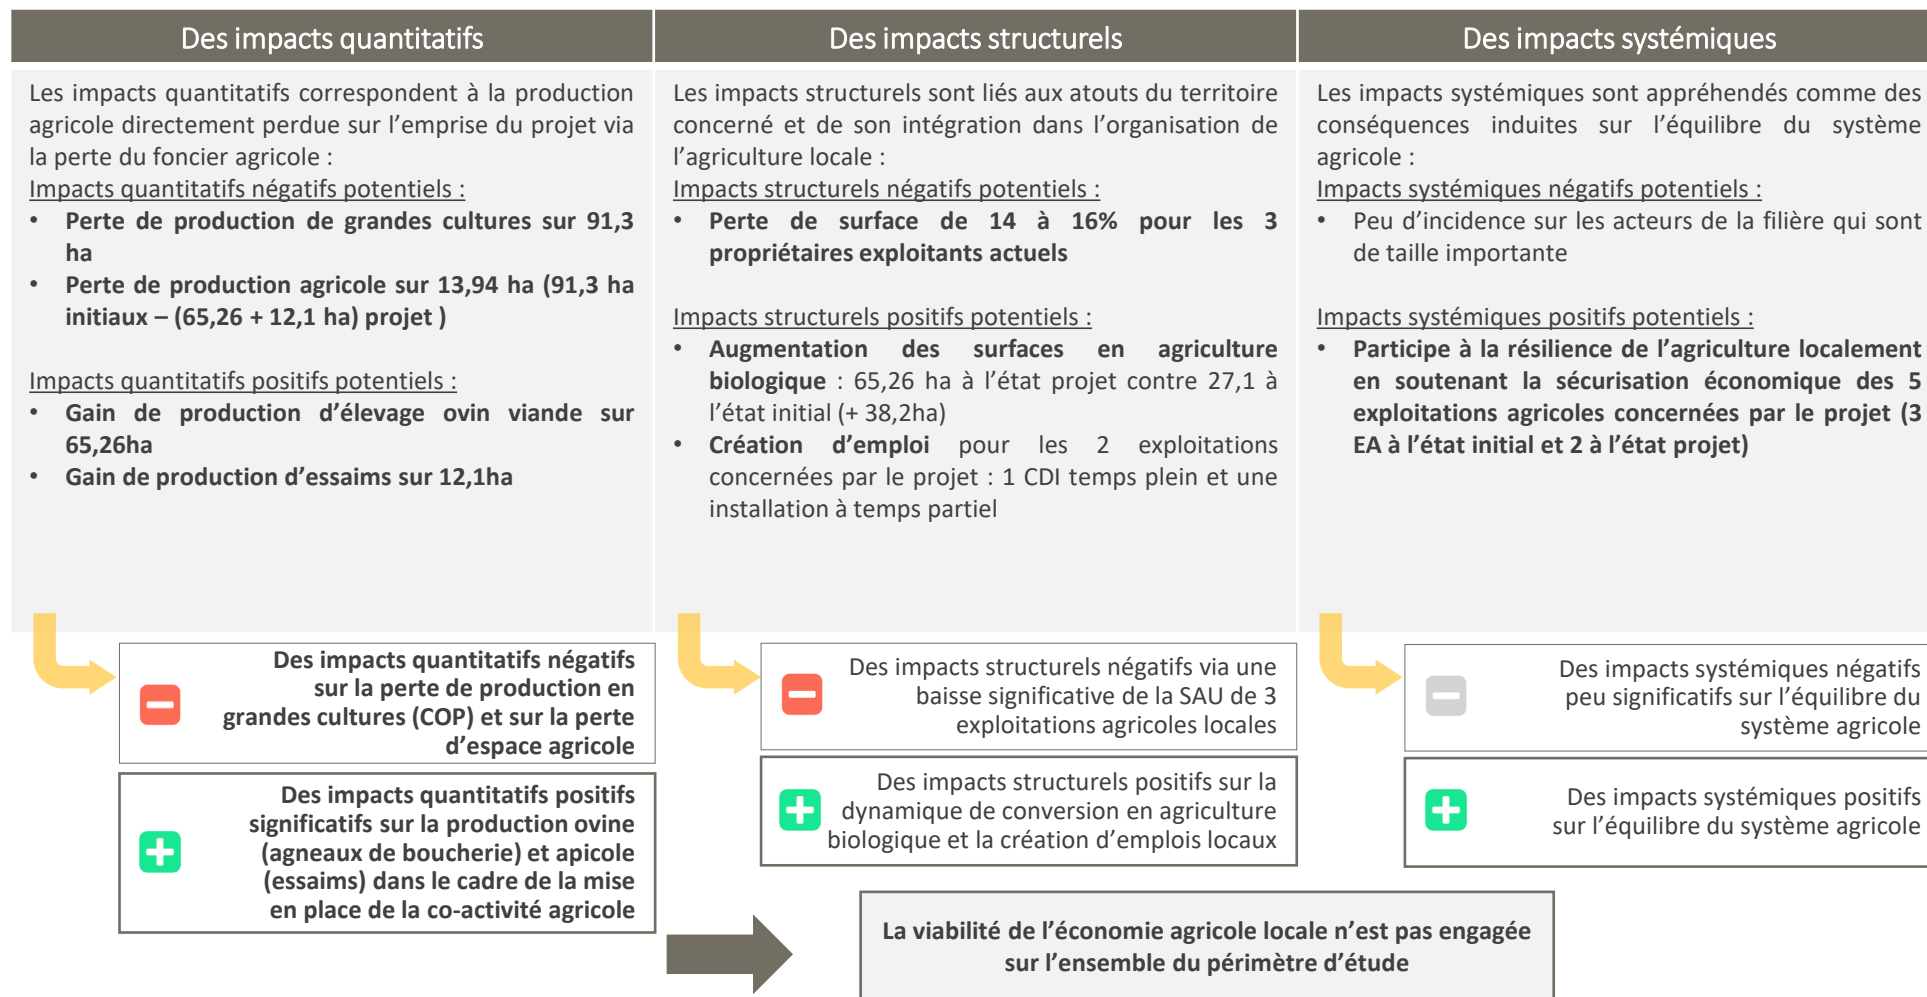 Des impacts quantitatifs
Les impacts quantitatifs correspondent à la production
agricole directement perdue sur l’emprise du projet via
la perte du foncier agricole :
Impacts quantitatifs négatifs potentiels :
• Perte de production de grandes cultures sur 91,3
ha
• Perte de production agricole sur 13,94 ha (91,3 ha
initiaux – (65,26 + 12,1 ha) projet )
Impacts quantitatifs positifs potentiels :
• Gain de production d’élevage ovin viande sur
65,26ha
• Gain de production d’essaims sur 12,1ha
Des impacts quantitatifs négatifs
sur la perte de production en
grandes cultures (COP) et sur la perte
d’espace agricole
Des impacts quantitatifs positifs
significatifs sur la production ovine
(agneaux de boucherie) et apicole
(essaims) dans le cadre de la mise
en place de la co-activité agricole
Des impacts structurels
Les impacts structurels sont liés aux atouts du territoire
concerné et de son intégration dans l’organisation de
l’agriculture locale :
Impacts structurels négatifs potentiels :
• Perte de surface de 14 à 16% pour les 3
propriétaires exploitants actuels
Impacts structurels positifs potentiels :
• Augmentation des surfaces en agriculture
biologique : 65,26 ha à l’état projet contre 27,1 à
l’état initial (+ 38,2ha)
• Création d’emploi pour les 2 exploitations
concernées par le projet : 1 CDI temps plein et une
installation à temps partiel
Des impacts structurels négatifs via une
baisse significative de la SAU de 3
exploitations agricoles locales
Des impacts structurels positifs sur la
dynamique de conversion en agriculture
biologique et la création d’emplois locaux
Des impacts systémiques
Les impacts systémiques sont appréhendés comme des
conséquences induites sur l’équilibre du système
agricole :
Impacts systémiques négatifs potentiels :
• Peu d’incidence sur les acteurs de la filière qui sont
de taille importante
Impacts systémiques positifs potentiels :
• Participe à la résilience de l’agriculture localement
en soutenant la sécurisation économique des 5
exploitations agricoles concernées par le projet (3
EA à l’état initial et 2 à l’état projet)
Des impacts systémiques négatifs
peu significatifs sur l’équilibre du
système agricole
Des impacts systémiques positifs
sur l’équilibre du système agricole
La viabilité de l’économie agricole locale n’est pas engagée
sur l’ensemble du périmètre d’étude